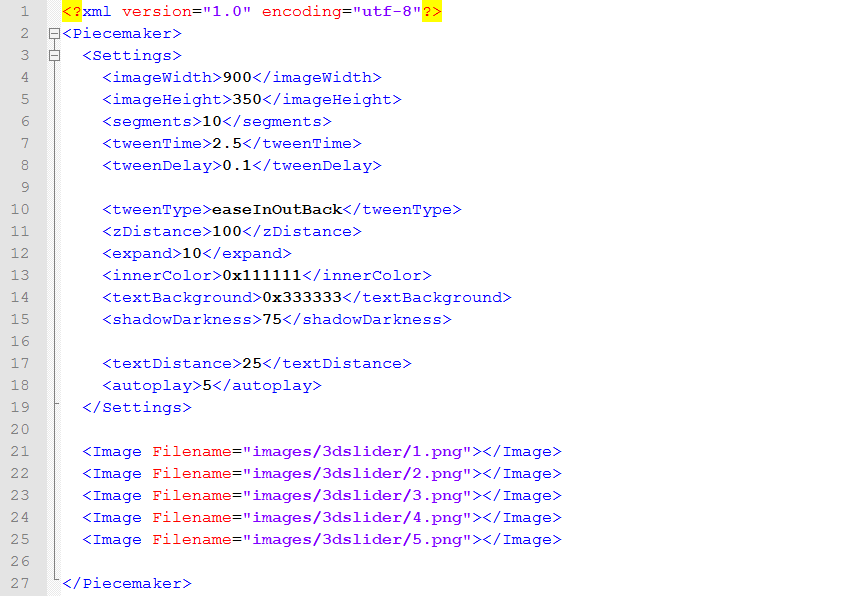 1 <?xml version="1.0" encoding="utf-8"?>
2 <Piecemaker>
3 <Settings>
4 <imageWidth>900</imageWidth>
5 <imageHeight>350</imageHeight>
6 <segments>10</segments>
7 <tweenTime>2.5</tweenTime>
8 <tweenDelay>0.1</tweenDelay>
9
10 <tweenType>easeInOutBack</tweenType>
11 <zDistance>100</zDistance>
12 <expand>10</expand>
13 <innerColor>0x111111</innerColor>
14 <textBackground>0x333333</textBackground>
15 <shadowDarkness>75</shadowDarkness>
16
17 <textDistance>25</textDistance>
18 <autoplay>5</autoplay>
19 </Settings>
20
21 <Image Filename="images/3dslider/1.png"></Image>
22 <Image Filename="images/3dslider/2.png"></Image>
23 <Image Filename="images/3dslider/3.png"></Image>
24 <Image Filename="images/3dslider/4.png"></Image>
25 <Image Filename="images/3dslider/5.png"></Image>
26
27 </Piecemaker>